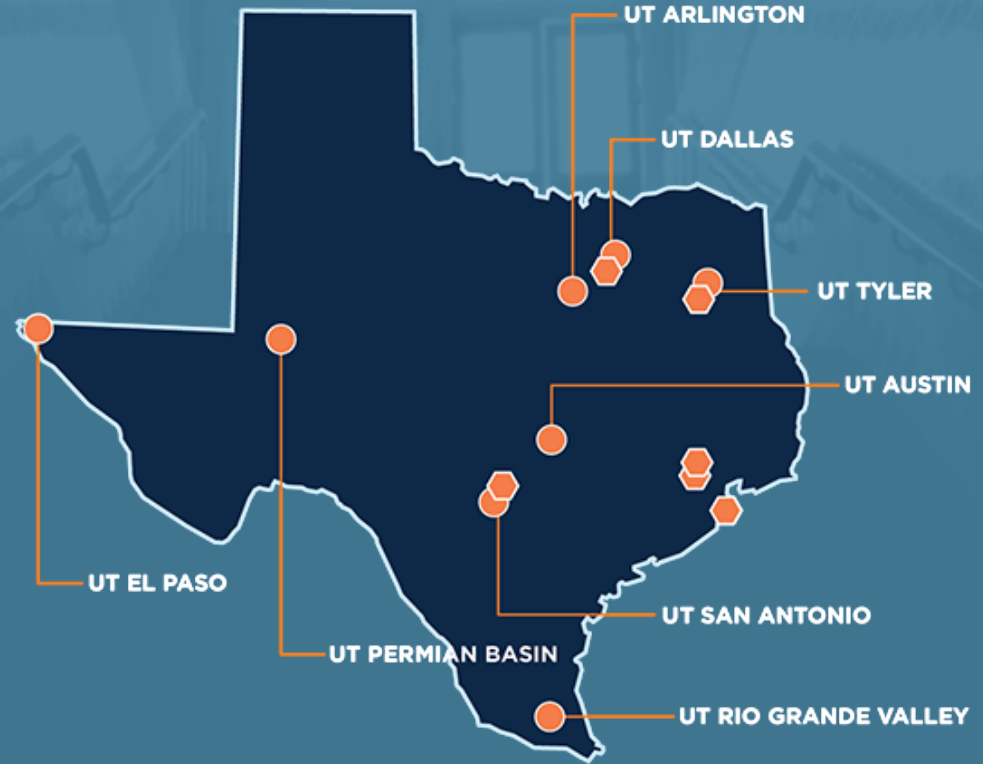 UT ARLINGTON
UT DALLAS
UT TYLER
UT AUSTIN
UT EL PASO
UT SAN ANTONIO
UT PERMIAN BASIN
UT RIO GRANDE VALLEY